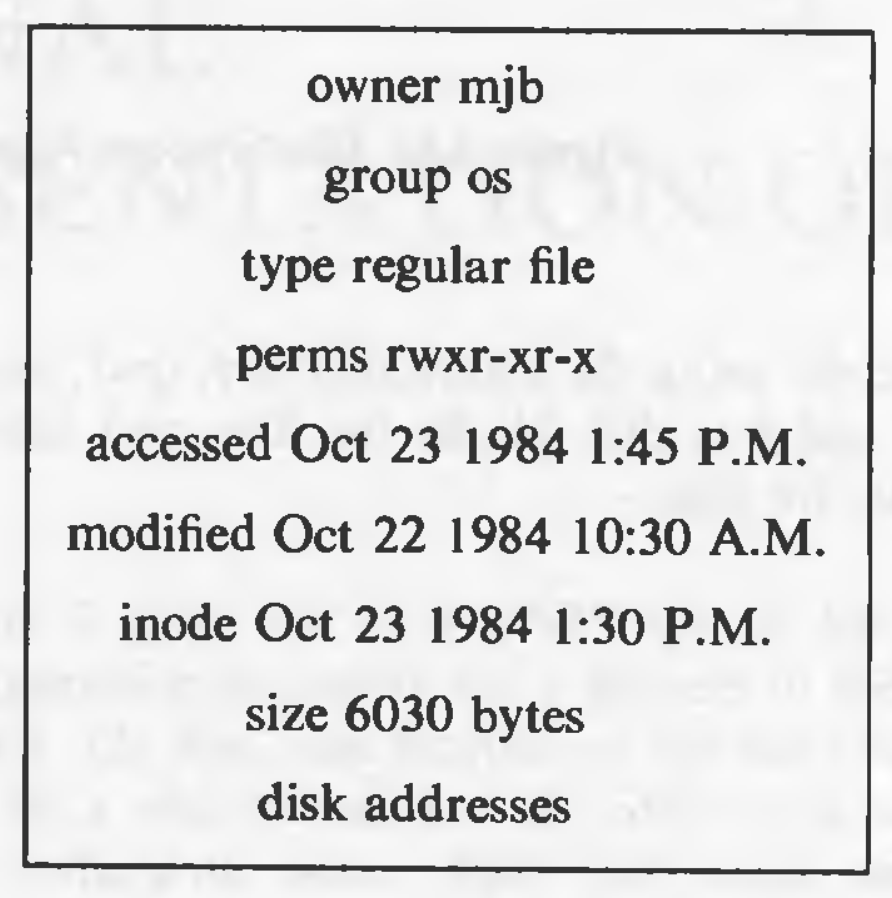 owner mjb
group os
type regular file
perms rwxr-xr-x
accessed Oct 23 1984 1:45 P.M.
modified Oct 22 1984 10:30 A.M.
inode Oct 23 1984 1:30 P.M.
size 6030 bytes
disk addresses